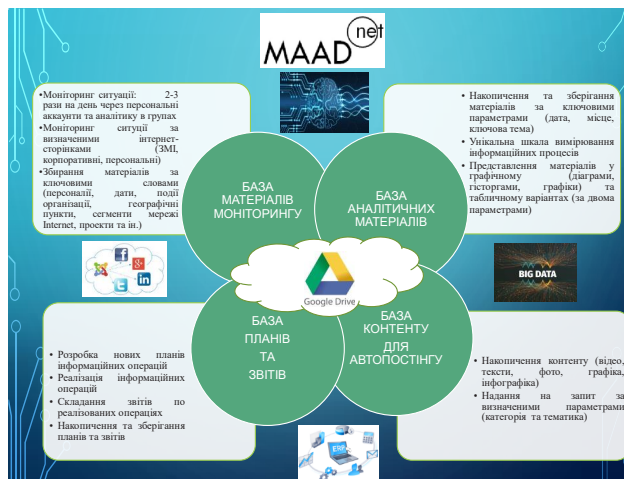 MAAD net
•Моніторинг ситуації: 2-3
рази на день через персональні
аккаунти та аналітику в групах
•Моніторинг ситуції за
визначеними інтернет-
сторінками (ЗМІ,
корпоративні, персональні)
•Збирання матеріалів за
ключовими словами
(персоналії, дати, події
організації, географічні
пункти, сегменти мережі
Internet, проекти та ін.)
• Накопичення та зберігання
матеріалів за ключовими
параметрами (дата, місце,
ключова тема)
• Унікальна шкала вимірювання
інформаційних процесів
• Представлення матеріалів у
графічному (діаграми,
гісторгами, графіки) та
табличному варіантах (за двома
параметрами)
БАЗА
МАТЕРІАЛІВ
МОНІТОРИНГУ
БАЗА
АНАЛІТИЧНИХ
МАТЕРІАЛІВ
Google Drive
BIG DATA
БАЗА
ПЛАНІВ
ТА
ЗВІТІВ
БАЗА
КОНТЕНТУ
ДЛЯ
АВТОПОСТІНГУ
• Розробка нових планів
інформаційних операцій
• Реалізація інформаційних
операцій
• Складання звітів по
реалізованих операціях
• Накопичення та зберігання
планів та звітів
• Накопичення контенту (відео,
тексти, фото, графіка,
інфографіка)
• Надання на запит за
визначеними параметрами
(категорія та тематика)
ERP